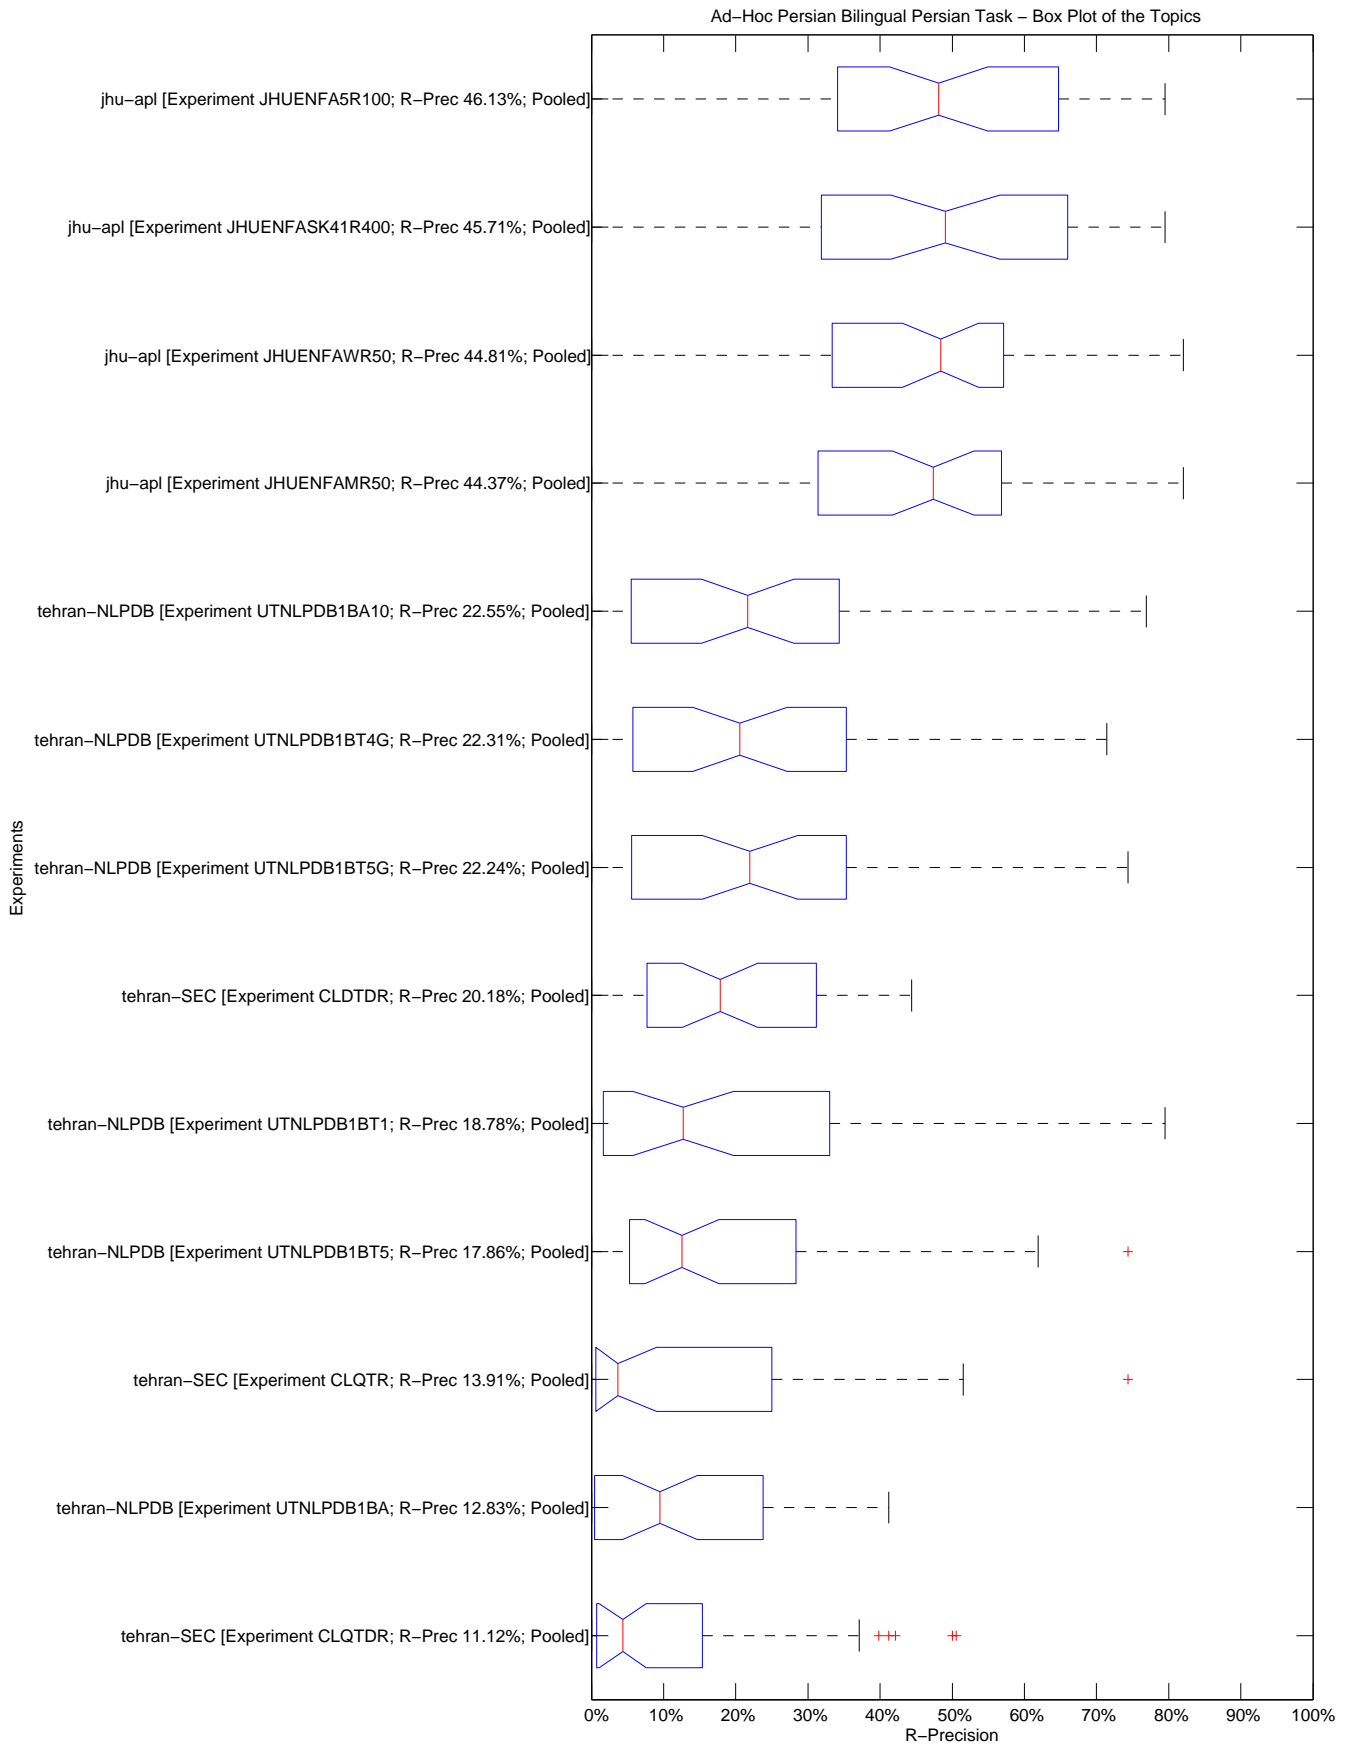 Ad−Hoc Persian Bilingual Persian Task − Box Plot of the Topics
jhu−apl [Experiment JHUENFA5R100; R−Prec 46.13%; Pooled]
jhu−apl [Experiment JHUENFASK41R400; R−Prec 45.71%; Pooled]
jhu−apl [Experiment JHUENFAWR50; R−Prec 44.81%; Pooled]
jhu−apl [Experiment JHUENFAMR50; R−Prec 44.37%; Pooled]
tehran−NLPDB [Experiment UTNLPDB1BA10; R−Prec 22.55%; Pooled]
tehran−NLPDB [Experiment UTNLPDB1BT4G; R−Prec 22.31%; Pooled]
tehran−NLPDB [Experiment UTNLPDB1BT5G; R−Prec 22.24%; Pooled]
tehran−SEC [Experiment CLDTDR; R−Prec 20.18%; Pooled]
tehran−NLPDB [Experiment UTNLPDB1BT1; R−Prec 18.78%; Pooled]
tehran−NLPDB [Experiment UTNLPDB1BT5; R−Prec 17.86%; Pooled]
tehran−SEC [Experiment CLQTR; R−Prec 13.91%; Pooled]
tehran−NLPDB [Experiment UTNLPDB1BA; R−Prec 12.83%; Pooled]
tehran−SEC [Experiment CLQTDR; R−Prec 11.12%; Pooled]
Experiments
0% 10% 20% 30% 40% 50% 60% 70% 80% 90% 100%
R−Precision